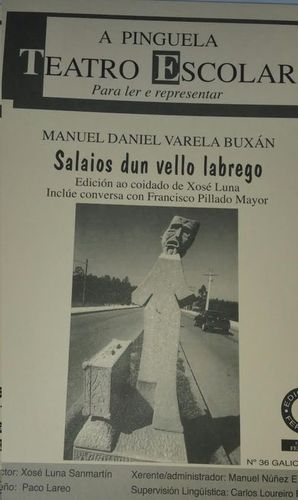 A PINGUELA
TEATRO ESCOLAR
Para ler e representar
MANUEL DANIEL VARELA BUXÁN
Salaios dun vello labrego
Edición ao coidado de Xosé Luna
Inclúe conversa con Francisco Pillado Mayor
Nº 36 GALIC
ctor: Xosé Luna Sanmartín
Xerente/administrador: Manuel Núñez E
eño: Paco Lareo
Supervisión Lingüística: Carlos Loureiro